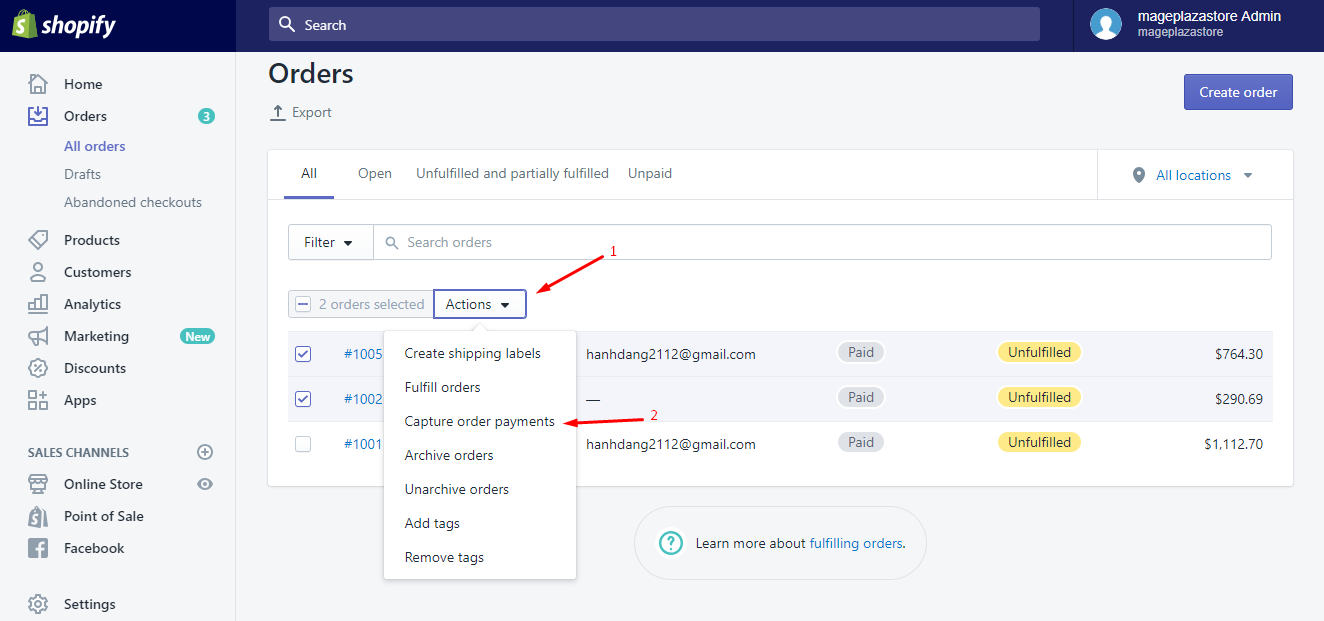 shopify
Search
mageplazastore Admin
mageplazastore
Home
Orders
3
All orders
Drafts
Abandoned checkouts
Products
Customers
Analytics
Marketing
New
Discounts
Apps
SALES CHANNELS
Online Store
Point of Sale
Facebook
Settings
Orders
Export
Create order
All
Open
Unfulfilled and partially fulfilled
Unpaid
All locations
Filter
Search orders
1
2 orders selected
Actions
Create shipping labels
Fulfill orders
Capture order payments
2
Archive orders
Unarchive orders
Add tags
Remove tags
#1005 hanhdang2112@gmail.com Paid Unfulfilled $764.30
#1002 — Paid Unfulfilled $290.69
#1001 hanhdang2112@gmail.com Paid Unfulfilled $1,112.70
? Learn more about fulfilling orders.